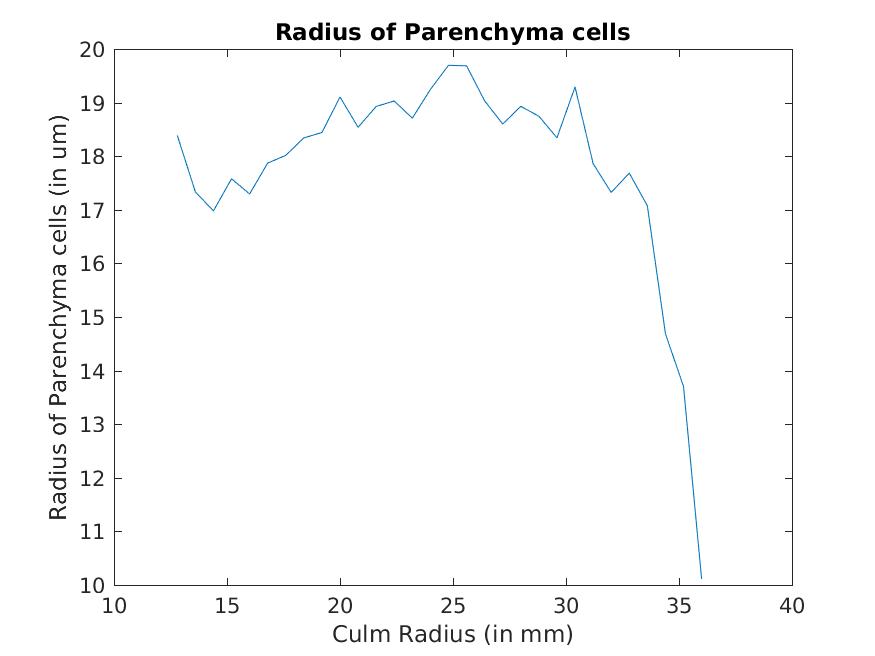 Radius of Parenchyma cells
Radius of Parenchyma cells (in um)
20
19
18
17
16
15
14
13
12
11
10
10 15 20 25 30 35 40
Culm Radius (in mm)